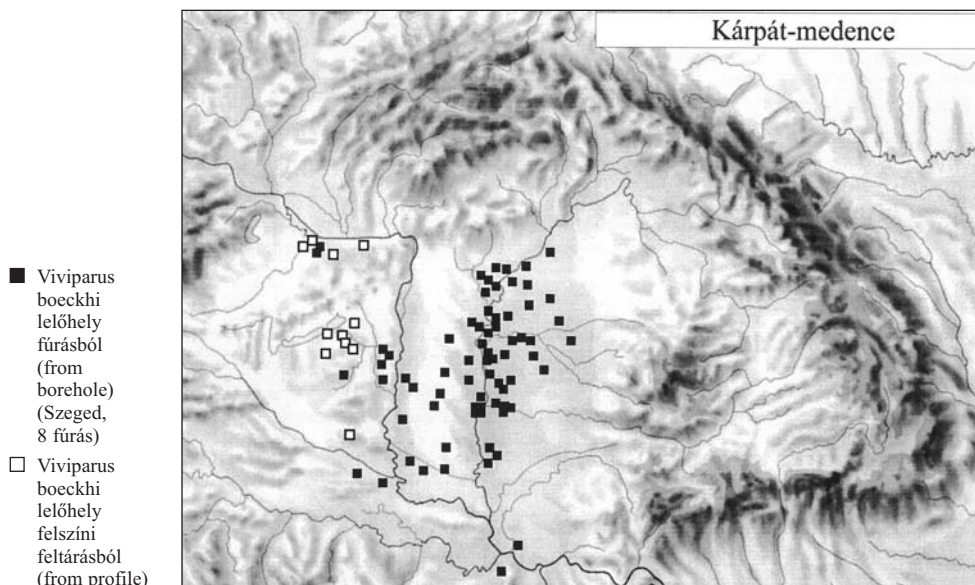 Kárpát-medence
Viviparus
boeckhi
lelőhely
fúrásból
(from
borehole)
(Szeged,
8 fúrás)
Viviparus
boeckhi
lelőhely
felszíni
feltárásból
(from profile)